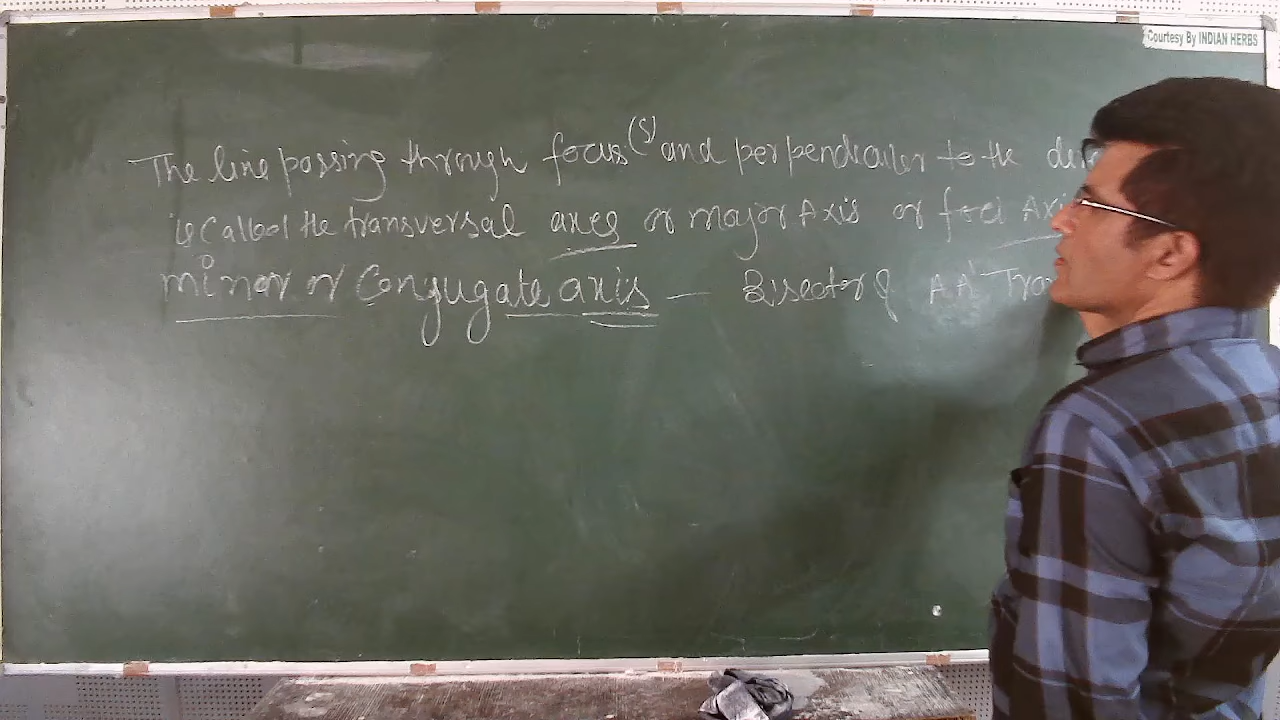 Courtesy By INDIAN HERBS
The line passing through focus (S) and perpendicular to the
is called the transversal axes or major Axis or focl Axi
minor or Conjugate axis — Bisector of AA' Tra